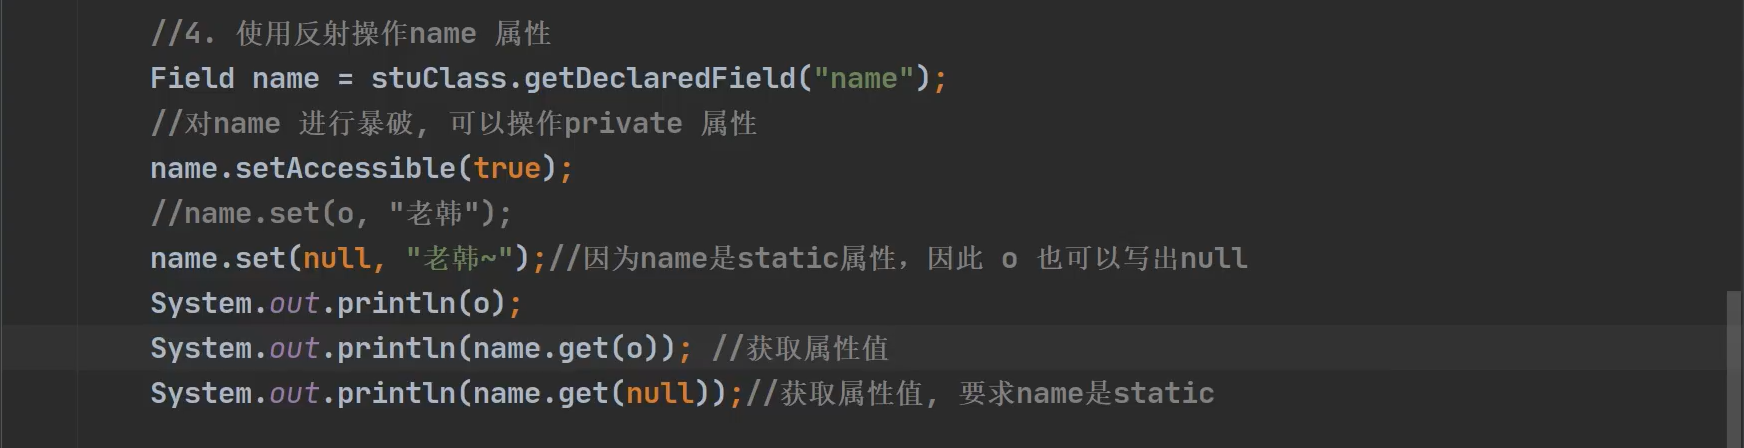 //4. 使用反射操作name 属性
Field name = stuClass.getDeclaredField("name");
//对name 进行暴破, 可以操作private 属性
name.setAccessible(true);
//name.set(o, "老韩");
name.set(null, "老韩~");//因为name是static属性，因此 o 也可以写出null
System.out.println(o);
System.out.println(name.get(o)); //获取属性值
System.out.println(name.get(null));//获取属性值, 要求name是static